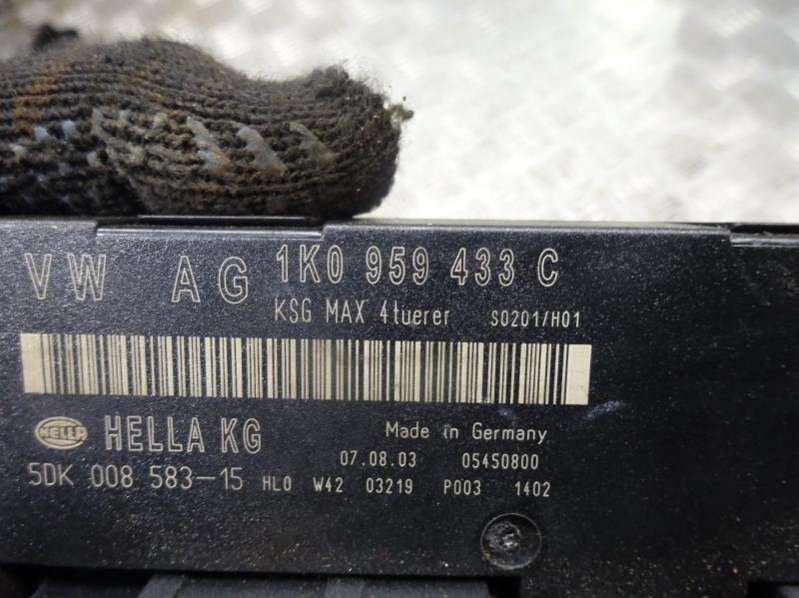 VW AG 1K0 959 433 C
KSG MAX 4tuerer S0201/H01
HELLA HELLA KG Made in Germany
07.08.03 05450800
5DK 008 583-15 HL0 W42 03219 P003 1402